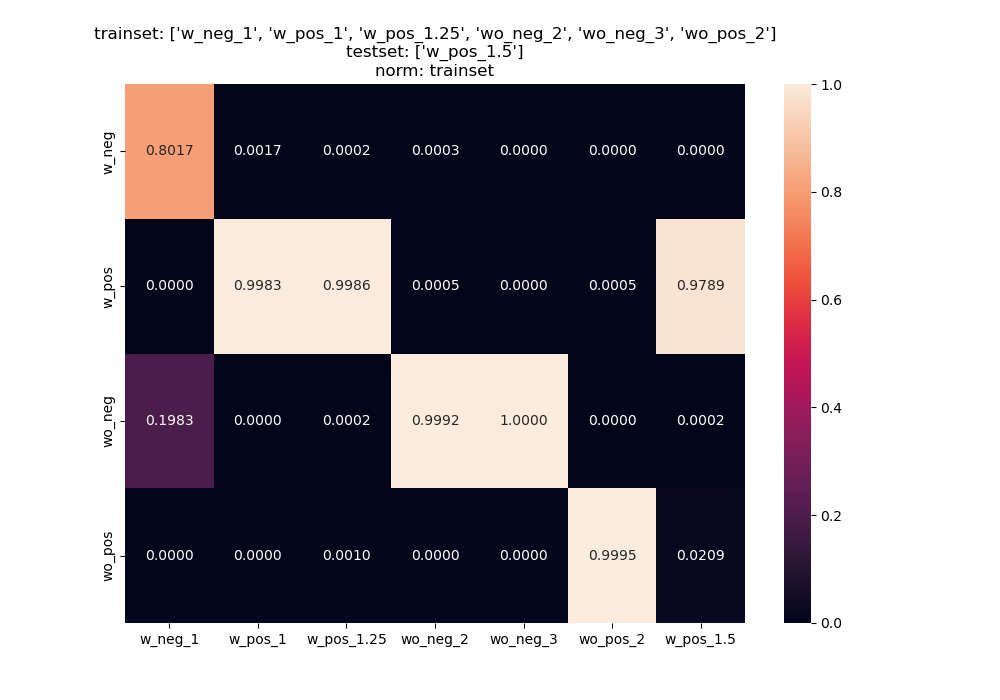 trainset: ['w_neg_1', 'w_pos_1', 'w_pos_1.25', 'wo_neg_2', 'wo_neg_3', 'wo_pos_2']
testset: ['w_pos_1.5']
norm: trainset
w_neg
0.8017 0.0017 0.0002 0.0003 0.0000 0.0000 0.0000
w_pos
0.0000 0.9983 0.9986 0.0005 0.0000 0.0005 0.9789
wo_neg
0.1983 0.0000 0.0002 0.9992 1.0000 0.0000 0.0002
wo_pos
0.0000 0.0000 0.0010 0.0000 0.0000 0.9995 0.0209
w_neg_1 w_pos_1 w_pos_1.25 wo_neg_2 wo_neg_3 wo_pos_2 w_pos_1.5
1.0
0.8
0.6
0.4
0.2
0.0